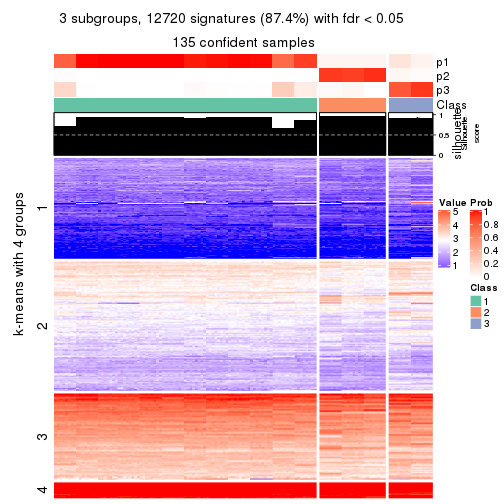 3 subgroups, 12720 signatures (87.4%) with fdr < 0.05
135 confident samples
p1
p2
p3
Class
1
0.5
0
silhouette
Silhouette
score
k-means with 4 groups
1
2
3
4
Value
5
4
3
2
1
Prob
1
0.8
0.6
0.4
0.2
0
Class
1
2
3